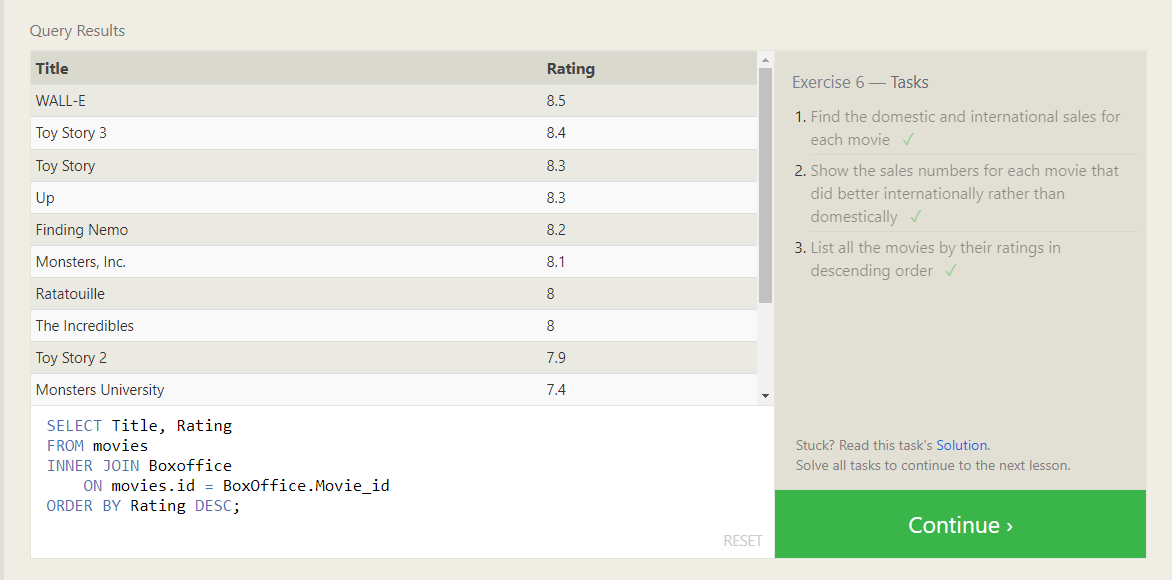 Query Results
Title Rating
WALL-E 8.5
Toy Story 3 8.4
Toy Story 8.3
Up 8.3
Finding Nemo 8.2
Monsters, Inc. 8.1
Ratatouille 8
The Incredibles 8
Toy Story 2 7.9
Monsters University 7.4
SELECT Title, Rating
FROM movies
INNER JOIN Boxoffice
    ON movies.id = BoxOffice.Movie_id
ORDER BY Rating DESC;
RESET
Exercise 6 — Tasks
1. Find the domestic and international sales for
each movie ✓
2. Show the sales numbers for each movie that
did better internationally rather than
domestically ✓
3. List all the movies by their ratings in
descending order ✓
Stuck? Read this task's Solution.
Solve all tasks to continue to the next lesson.
Continue ›